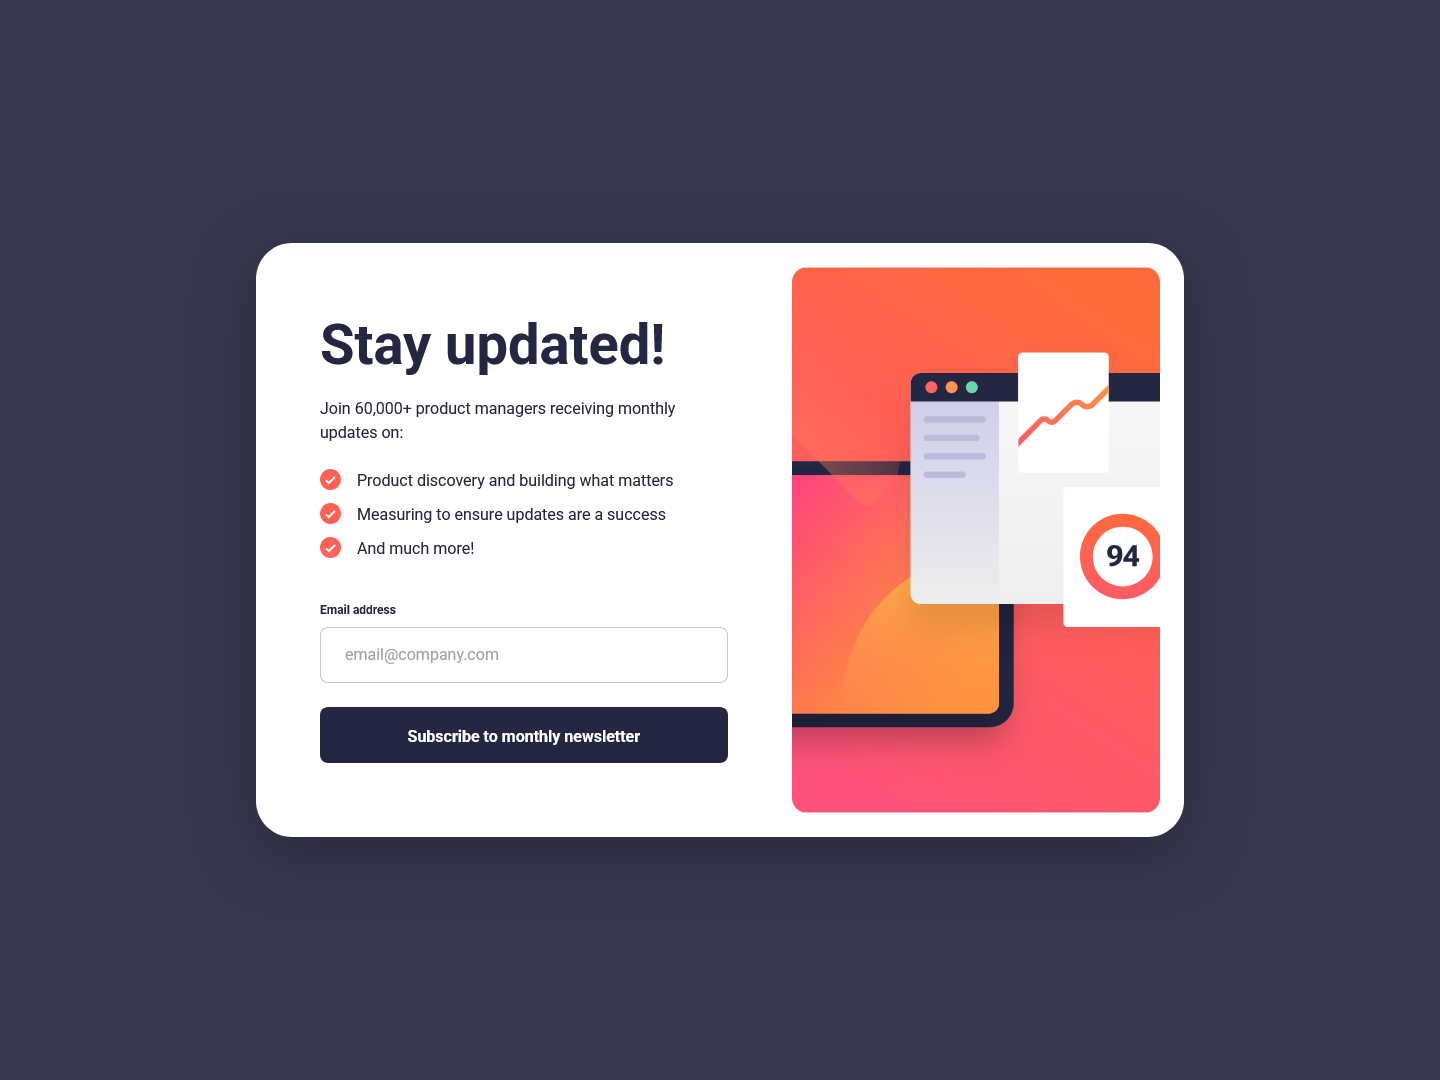 Stay updated!
Join 60,000+ product managers receiving monthly
updates on:
Product discovery and building what matters
Measuring to ensure updates are a success
And much more!
Email address
email@company.com
Subscribe to monthly newsletter
94